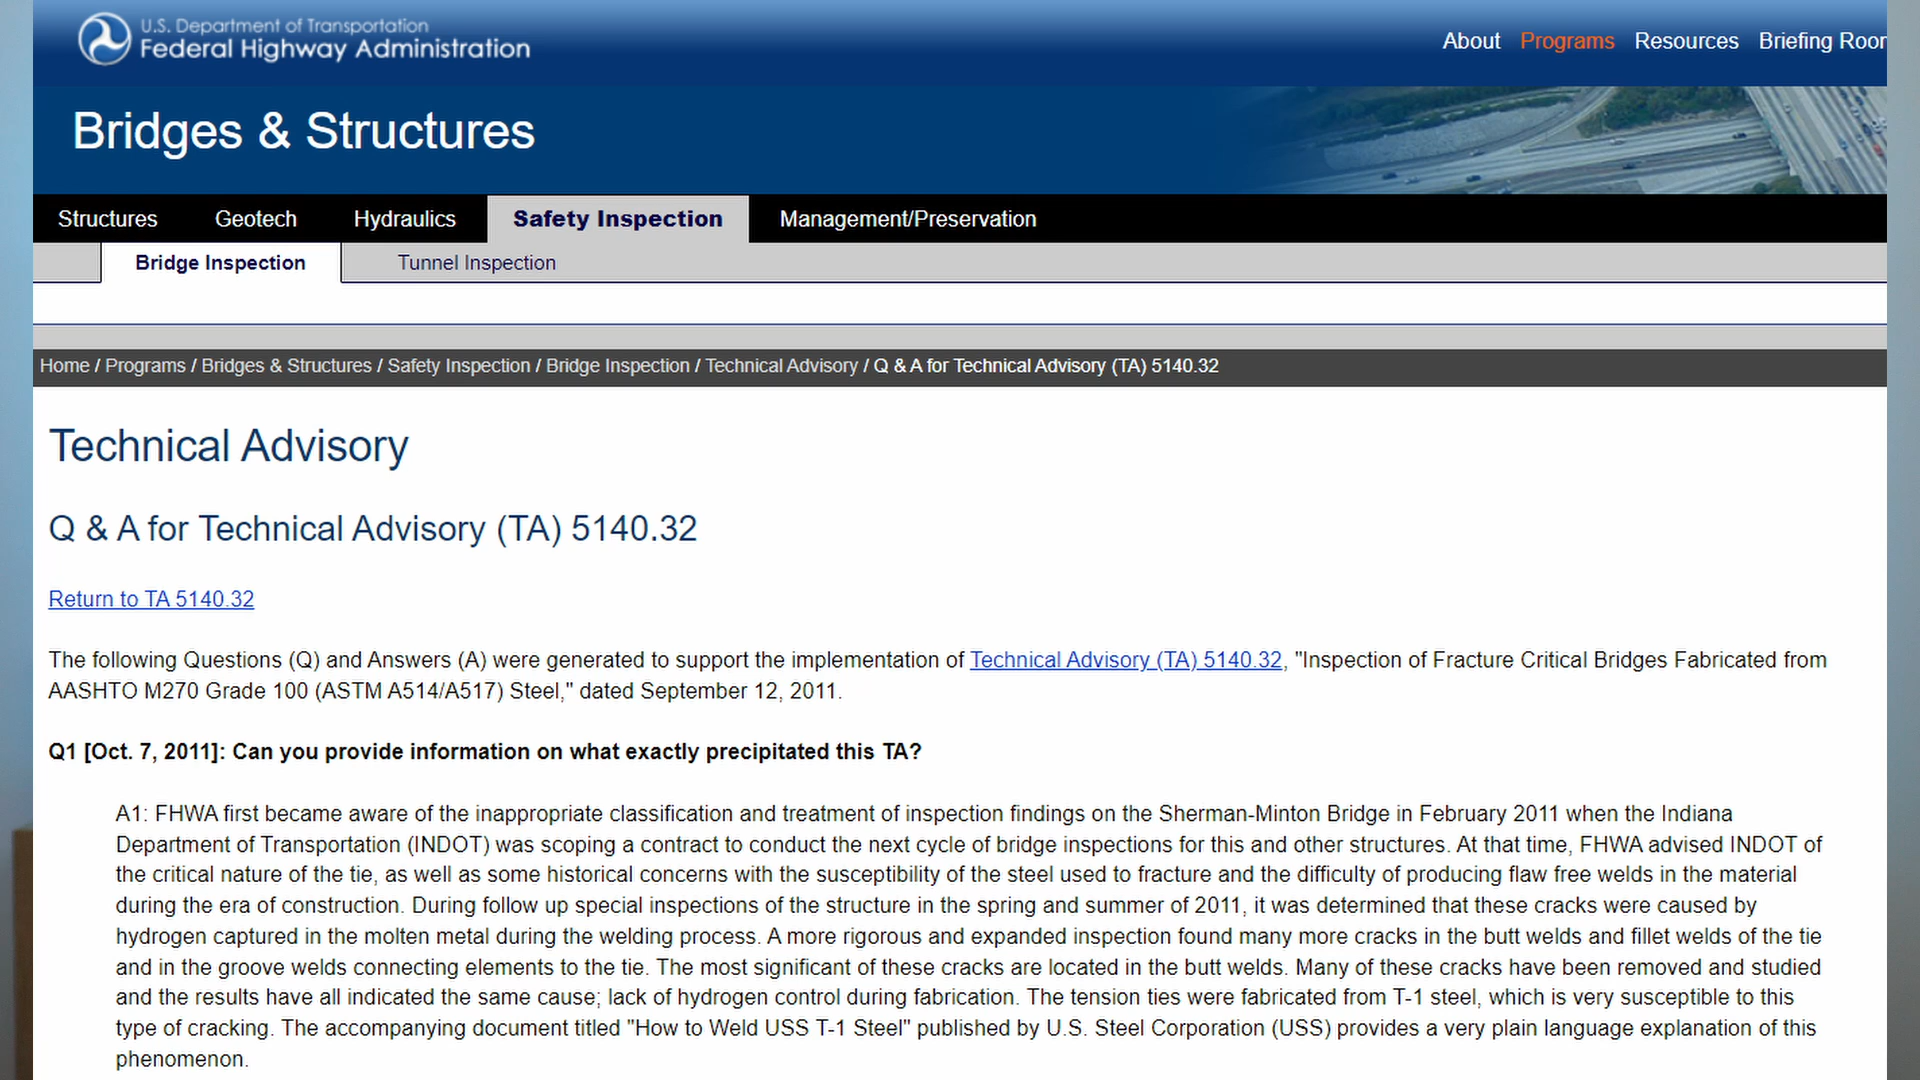 U.S. Department of Transportation
Federal Highway Administration
About Programs Resources Briefing Roor
Bridges & Structures
Structures Geotech Hydraulics Safety Inspection Management/Preservation
Bridge Inspection Tunnel Inspection
Home / Programs / Bridges & Structures / Safety Inspection / Bridge Inspection / Technical Advisory / Q & A for Technical Advisory (TA) 5140.32
Technical Advisory
Q & A for Technical Advisory (TA) 5140.32
Return to TA 5140.32
The following Questions (Q) and Answers (A) were generated to support the implementation of Technical Advisory (TA) 5140.32, "Inspection of Fracture Critical Bridges Fabricated from
AASHTO M270 Grade 100 (ASTM A514/A517) Steel," dated September 12, 2011.
Q1 [Oct. 7, 2011]: Can you provide information on what exactly precipitated this TA?
A1: FHWA first became aware of the inappropriate classification and treatment of inspection findings on the Sherman-Minton Bridge in February 2011 when the Indiana
Department of Transportation (INDOT) was scoping a contract to conduct the next cycle of bridge inspections for this and other structures. At that time, FHWA advised INDOT of
the critical nature of the tie, as well as some historical concerns with the susceptibility of the steel used to fracture and the difficulty of producing flaw free welds in the material
during the era of construction. During follow up special inspections of the structure in the spring and summer of 2011, it was determined that these cracks were caused by
hydrogen captured in the molten metal during the welding process. A more rigorous and expanded inspection found many more cracks in the butt welds and fillet welds of the tie
and in the groove welds connecting elements to the tie. The most significant of these cracks are located in the butt welds. Many of these cracks have been removed and studied
and the results have all indicated the same cause; lack of hydrogen control during fabrication. The tension ties were fabricated from T-1 steel, which is very susceptible to this
type of cracking. The accompanying document titled "How to Weld USS T-1 Steel" published by U.S. Steel Corporation (USS) provides a very plain language explanation of this
phenomenon.